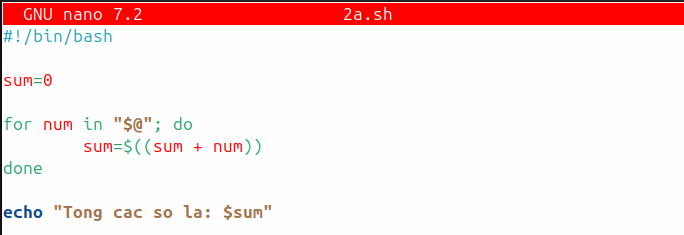 GNU nano 7.2 2a.sh
#!/bin/bash
sum=0
for num in "$@"; do
sum=$((sum + num))
done
echo "Tong cac so la: $sum"